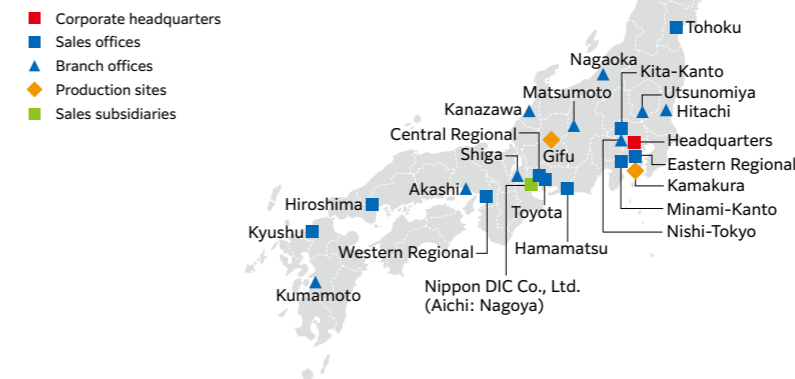 Corporate headquarters
Sales offices
Branch offices
Production sites
Sales subsidiaries
Tohoku
Nagaoka
Kita-Kanto
Matsumoto
Utsunomiya
Kanazawa
Hitachi
Central Regional
Headquarters
Shiga
Gifu
Eastern Regional
Akashi
Kamakura
Hiroshima
Toyota
Minami-Kanto
Kyushu
Nishi-Tokyo
Western Regional
Hamamatsu
Nippon DIC Co., Ltd.
(Aichi: Nagoya)
Kumamoto